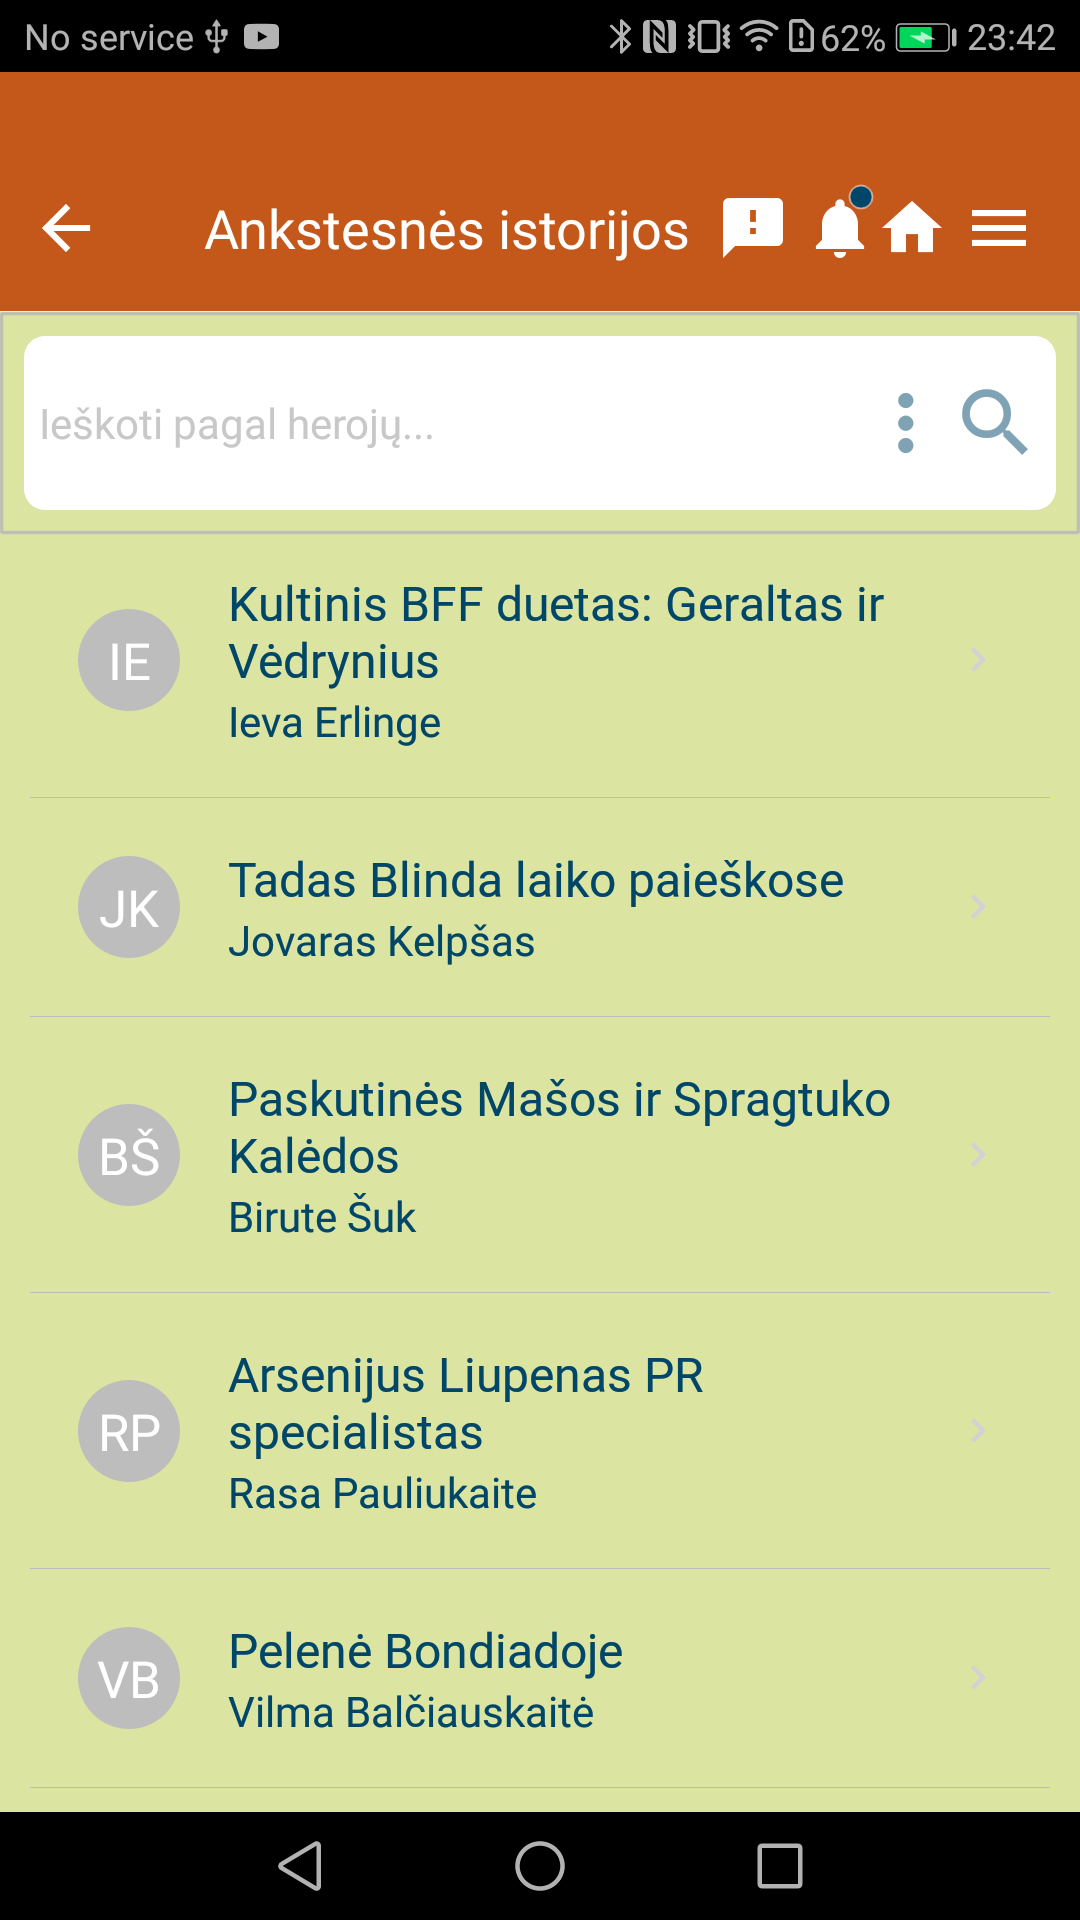 No service 62% 23:42
Ankstesnės istorijos
Ieškoti pagal herojų...
Kultinis BFF duetas: Geraltas ir
Vėdrynius
IE
Ieva Erlinge
Tadas Blinda laiko paieškose
JK
Jovaras Kelpšas
Paskutinės Mašos ir Spragtuko
Kalėdos
BŠ
Birute Šuk
Arsenijus Liupenas PR
specialistas
RP
Rasa Pauliukaite
Pelenė Bondiadoje
VB
Vilma Balčiauskaitė